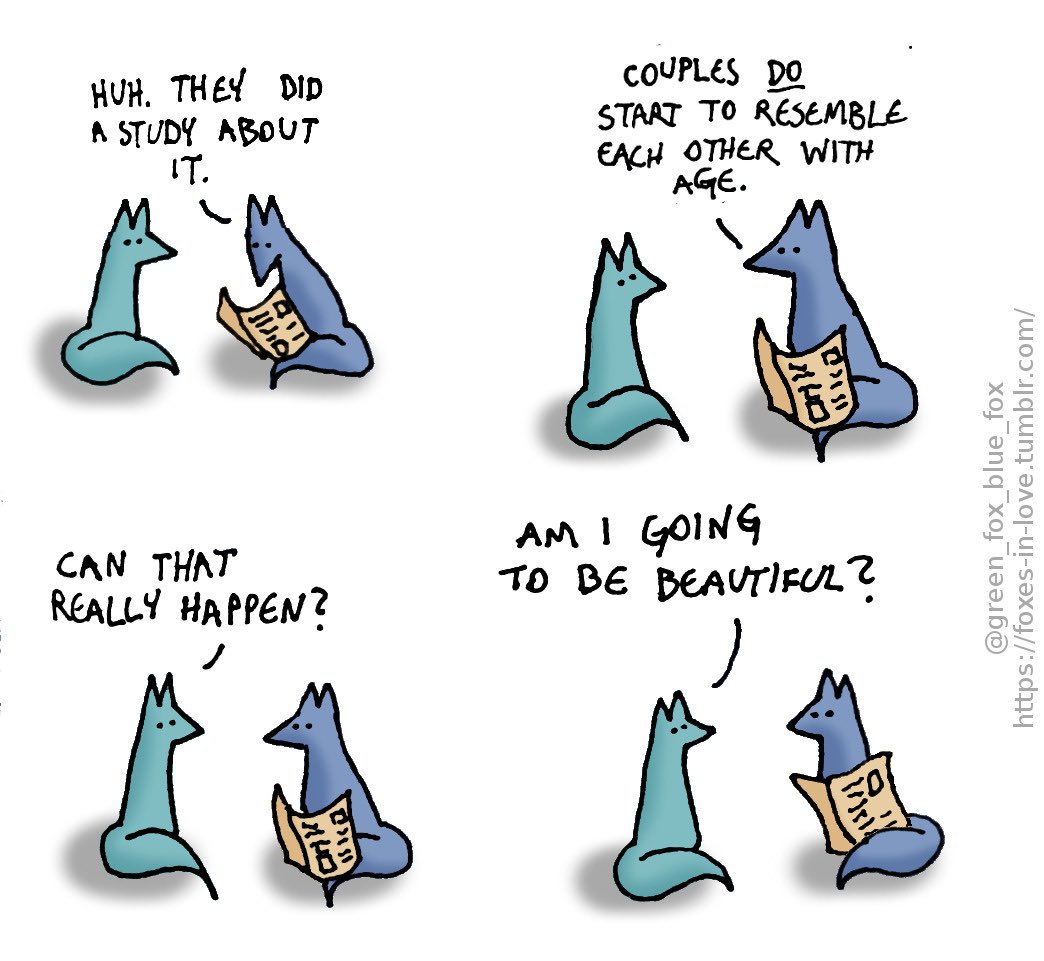 HUH. THEY DID
A STUDY ABOUT
IT.
COUPLES DO
START TO RESEMBLE
EACH OTHER WITH
AGE.
CAN THAT
REALLY HAPPEN?
AM I GOING
TO BE BEAUTIFUL?
@green_fox_blue_fox
https://foxes-in-love.tumblr.com/